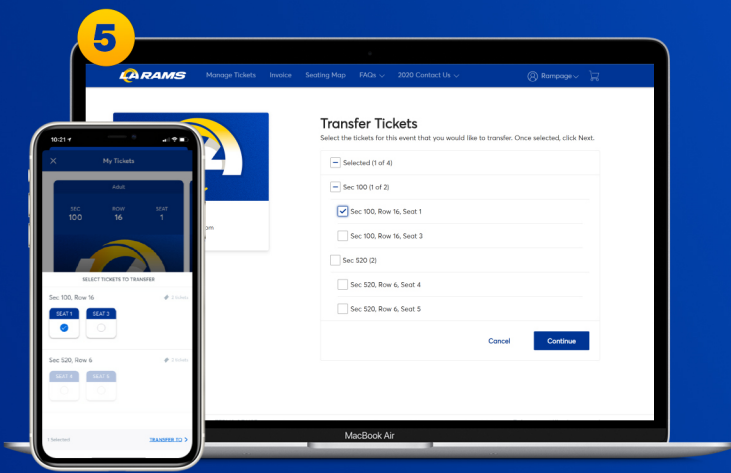 5
LA RAMS
Manage Tickets Invoice Seating Map FAQs 2020 Contact Us Rampage
Transfer Tickets
Select the tickets for this event that you would like to transfer. Once selected, click Next.
Selected (1 of 4)
Sec 100 (1 of 2)
Sec 100, Row 16, Seat 1
Sec 100, Row 16, Seat 3
Sec 520 (2)
Sec 520, Row 6, Seat 4
Sec 520, Row 6, Seat 5
Cancel Continue
MacBook Air
10:21
My Tickets
Adult
SEC ROW SEAT
100 16 1
SELECT TICKETS TO TRANSFER
Sec 100, Row 16 2 tickets
SEAT 1 SEAT 3
Sec 520, Row 6 2 tickets
SEAT 4
1 Selected TRANSFER TO